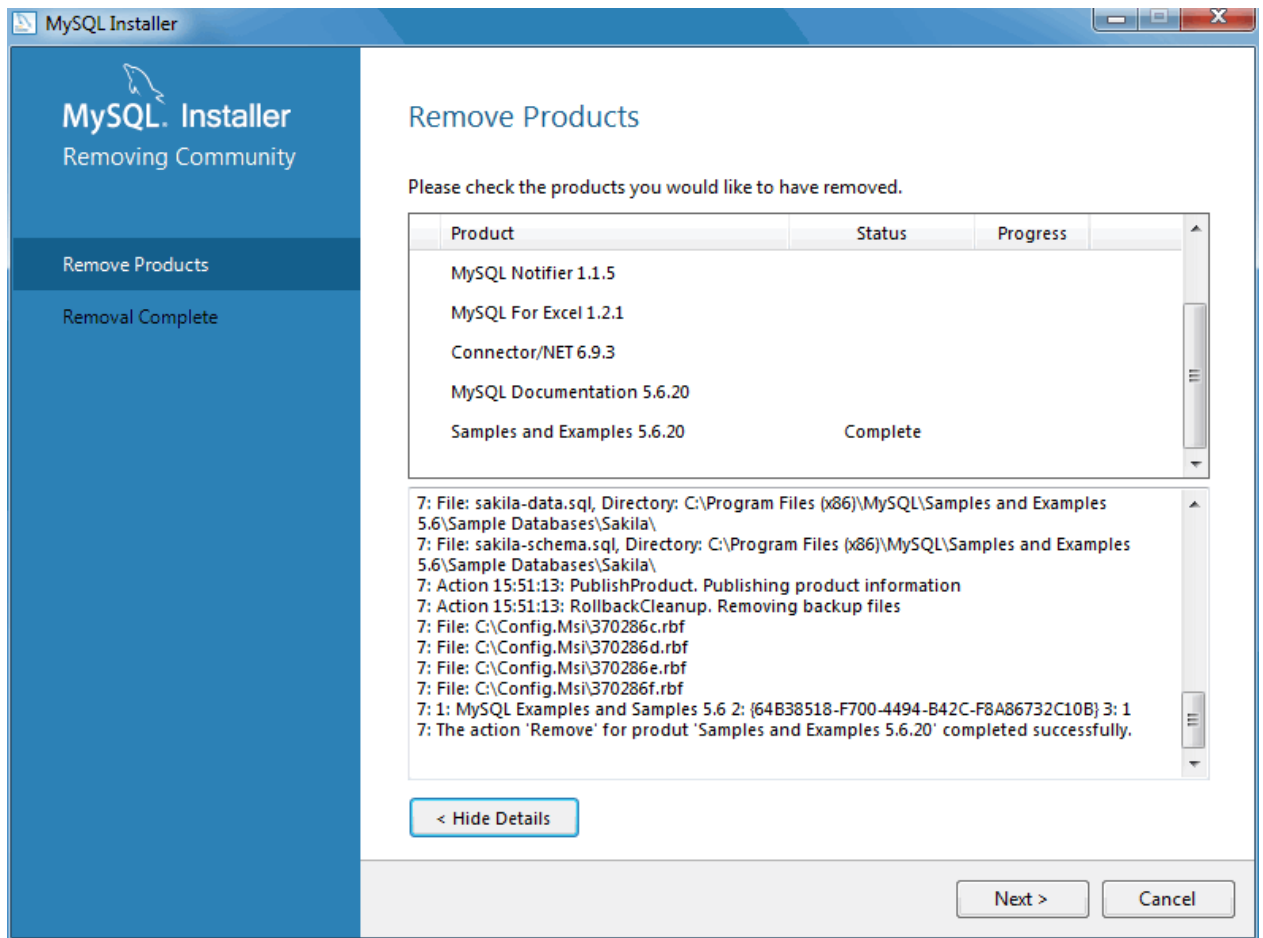 MySQL Installer
MySQL. Installer
Removing Community
Remove Products
Removal Complete
Remove Products
Please check the products you would like to have removed.
Product Status Progress
MySQL Notifier 1.1.5
MySQL For Excel 1.2.1
Connector/NET 6.9.3
MySQL Documentation 5.6.20
Samples and Examples 5.6.20 Complete
7: File: sakila-data.sql, Directory: C:\Program Files (x86)\MySQL\Samples and Examples
5.6\Sample Databases\Sakila\
7: File: sakila-schema.sql, Directory: C:\Program Files (x86)\MySQL\Samples and Examples
5.6\Sample Databases\Sakila\
7: Action 15:51:13: PublishProduct. Publishing product information
7: Action 15:51:13: RollbackCleanup. Removing backup files
7: File: C:\Config.Msi\370286c.rbf
7: File: C:\Config.Msi\370286d.rbf
7: File: C:\Config.Msi\370286e.rbf
7: File: C:\Config.Msi\370286f.rbf
7: 1: MySQL Examples and Samples 5.6 2: {64B38518-F700-4494-B42C-F8A86732C10B} 3: 1
7: The action 'Remove' for produt 'Samples and Examples 5.6.20' completed successfully.
< Hide Details
Next >
Cancel